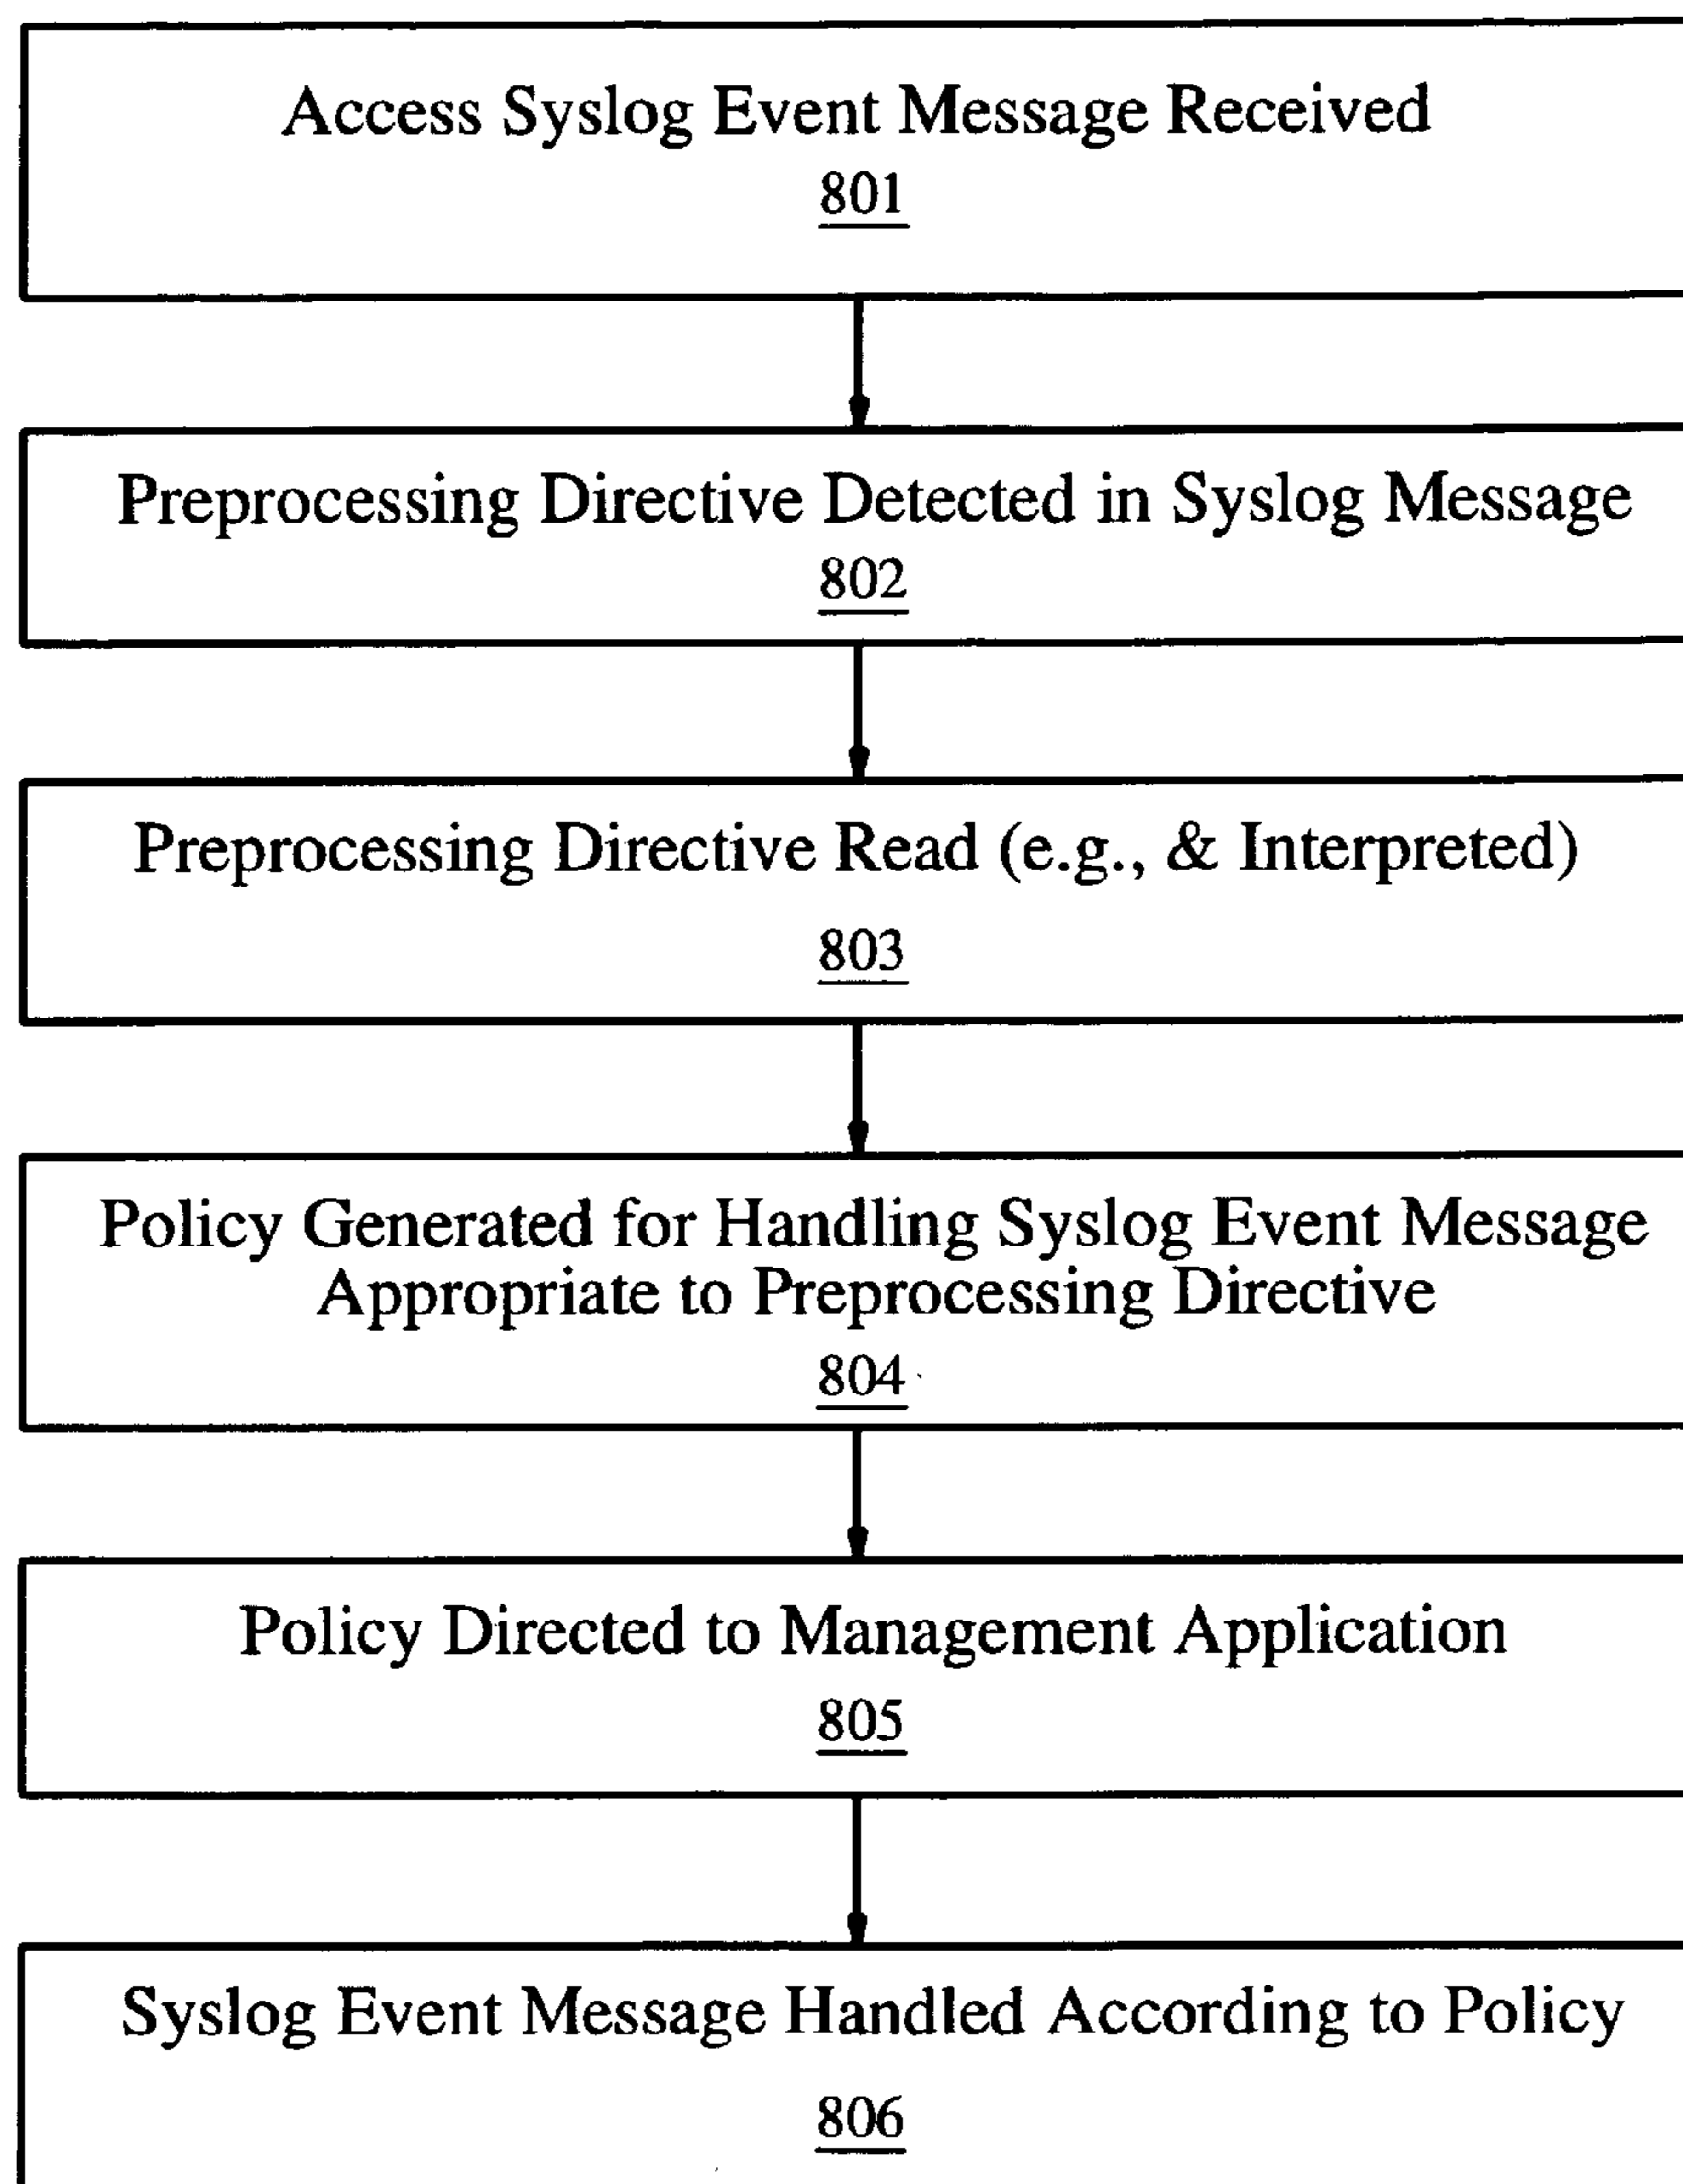 Access Syslog Event Message Received
801
Preprocessing Directive Detected in Syslog Message
802
Preprocessing Directive Read (e.g., & Interpreted)
803
Policy Generated for Handling Syslog Event Message
Appropriate to Preprocessing Directive
804
Policy Directed to Management Application
805
Syslog Event Message Handled According to Policy
806